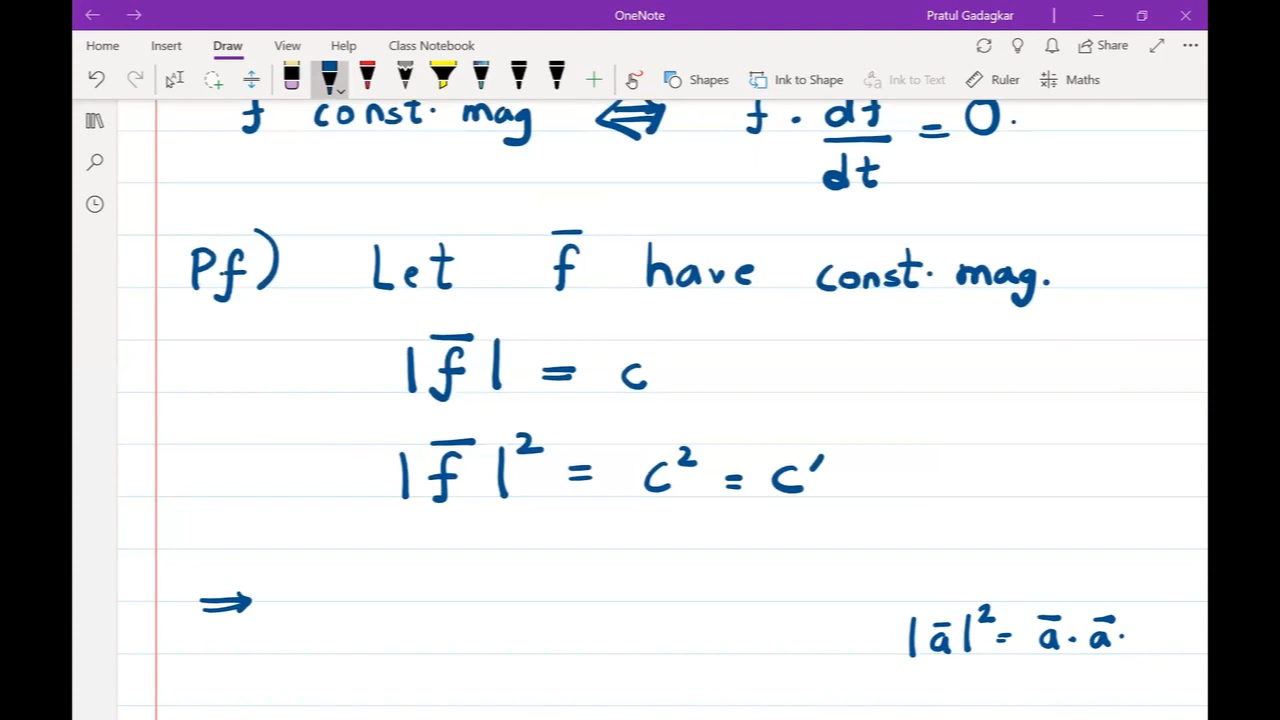 OneNote
Pratul Gadagkar
Home Insert Draw View Help Class Notebook
Share
Shapes Ink to Shape Ink to Text Ruler Maths
f const. mag ⟺ f · df/dt = 0.
Pf) Let f̅ have const. mag.
|f̅| = c
|f̅|² = c² = c'
⇒
|a̅|² = a̅ · a̅.